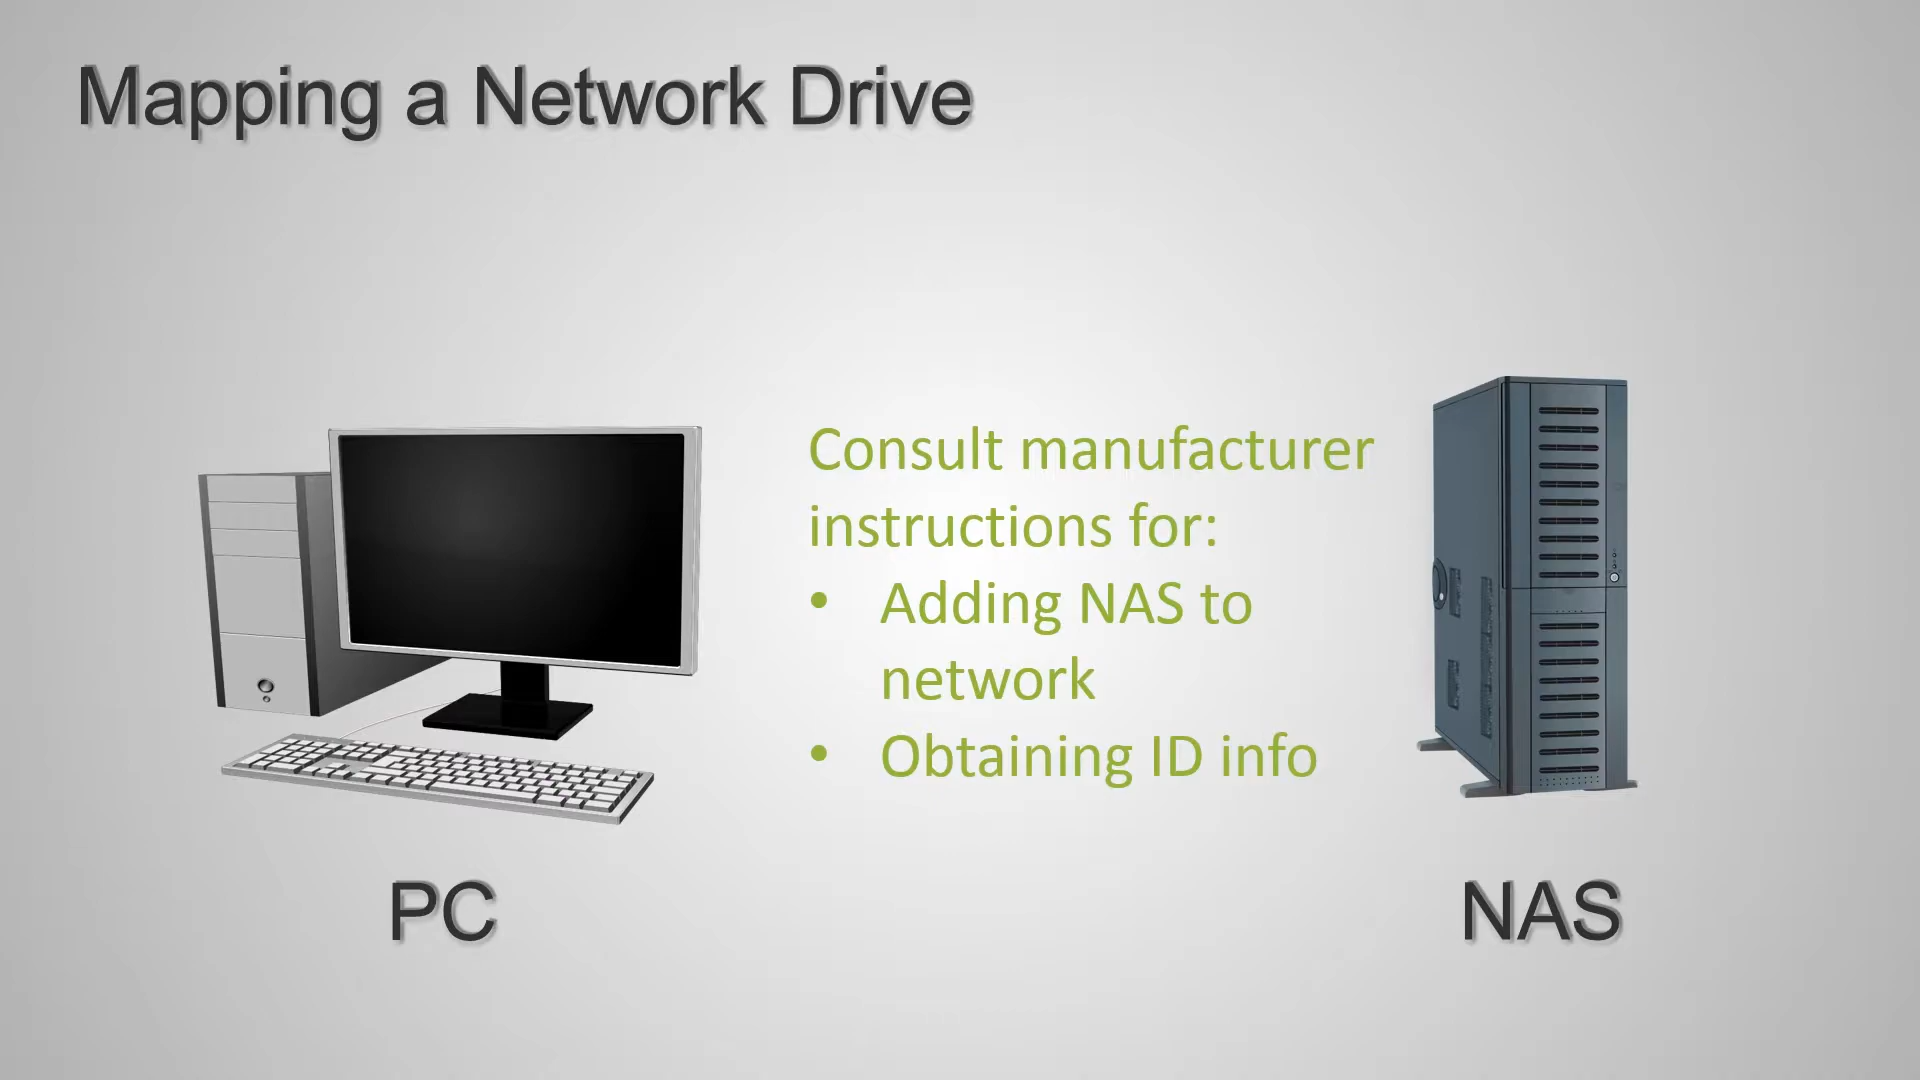 Mapping a Network Drive
Consult manufacturer
instructions for:
• Adding NAS to
network
• Obtaining ID info
PC
NAS